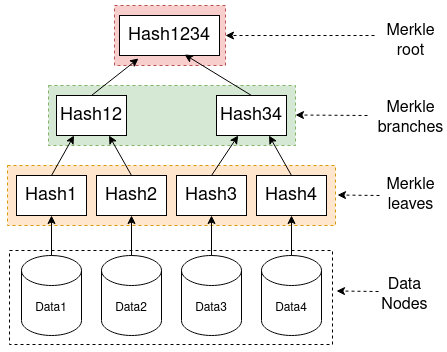 Hash1234
Merkle
root
Hash12
Hash34
Merkle
branches
Hash1
Hash2
Hash3
Hash4
Merkle
leaves
Data1
Data2
Data3
Data4
Data
Nodes